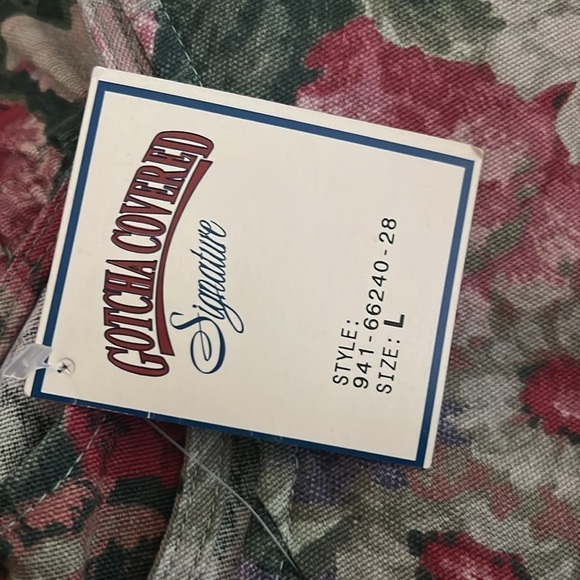 GOTCHA COVERED
Signature
STYLE:
941-66240-28
SIZE: L